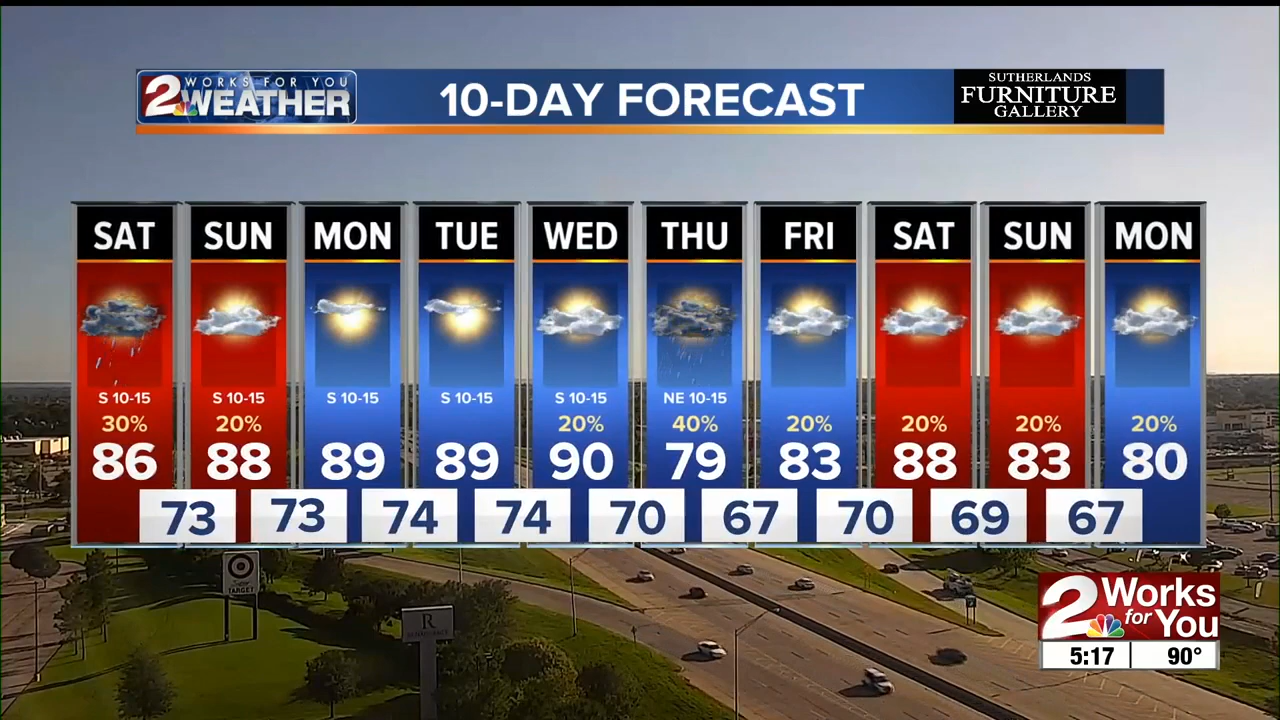 2 WORKS FOR YOU
WEATHER
10-DAY FORECAST
SUTHERLANDS
FURNITURE
GALLERY
SAT SUN MON TUE WED THU FRI SAT SUN MON
S 10-15 S 10-15 S 10-15 S 10-15 S 10-15 NE 10-15
30% 20% 20% 40% 20% 20% 20% 20%
86 88 89 89 90 79 83 88 83 80
73 73 74 74 70 67 70 69 67
TARGET
R
2 Works
for You
5:17 90°